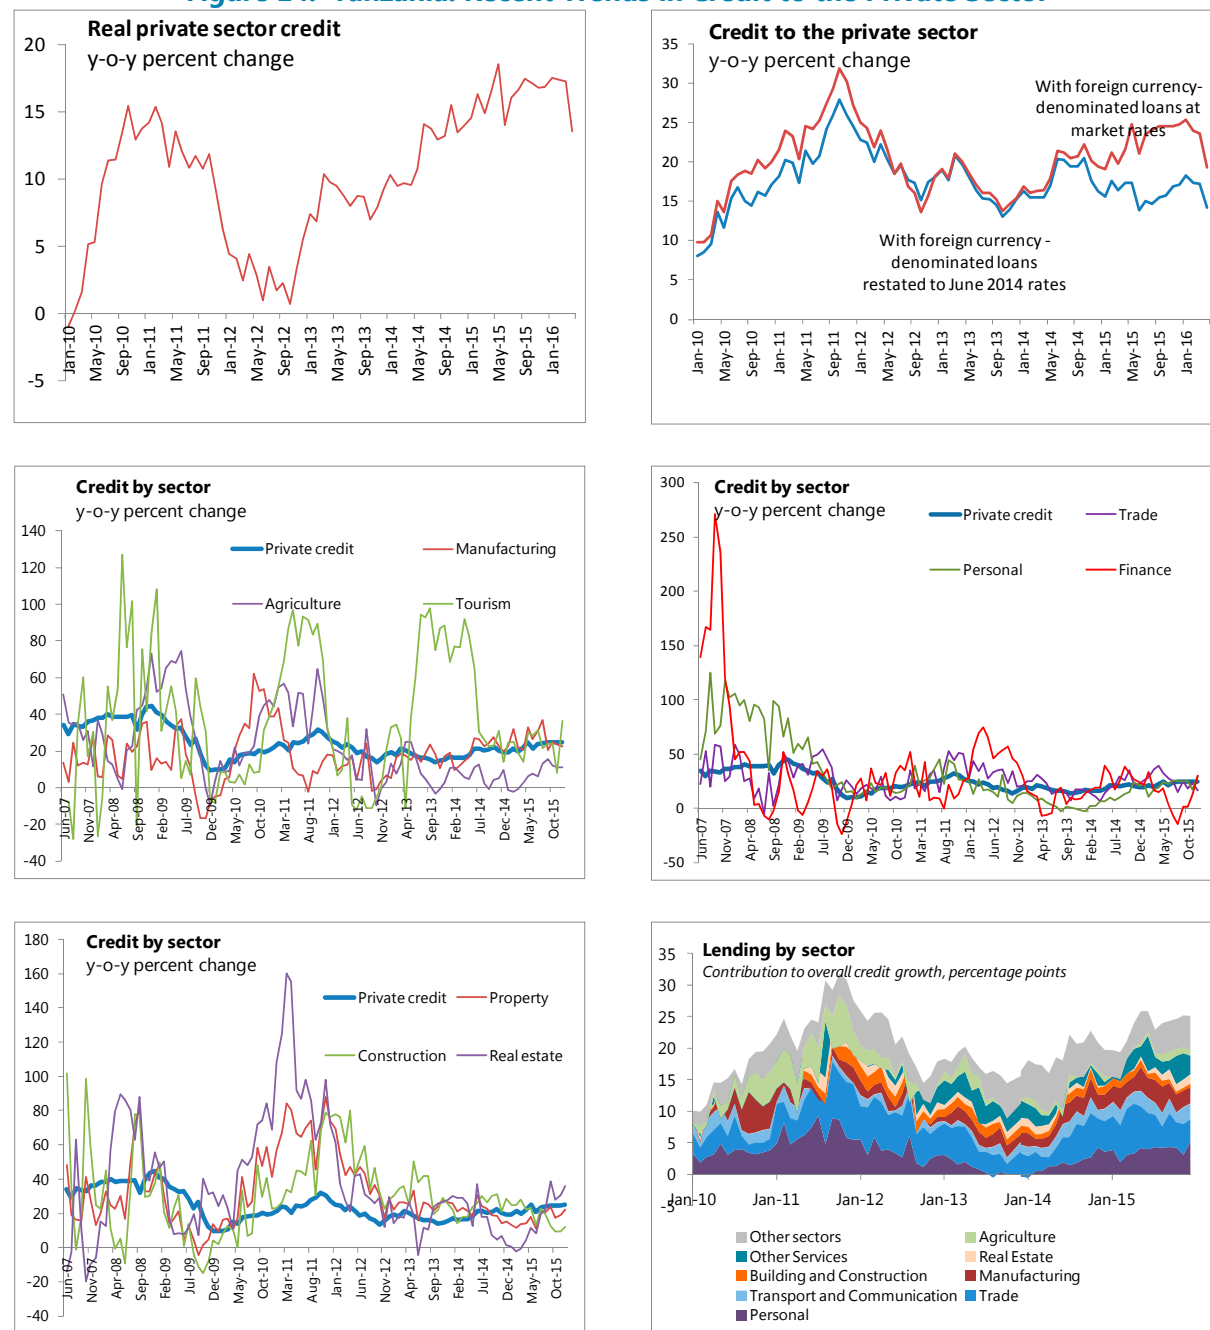 Real private sector credit
y-o-y percent change
20
15
10
5
0
-5
Jan-10
May-10
Sep-10
Jan-11
May-11
Sep-11
Jan-12
May-12
Sep-12
Jan-13
May-13
Sep-13
Jan-14
May-14
Sep-14
Jan-15
May-15
Sep-15
Jan-16
Credit to the private sector
y-o-y percent change
With foreign currency-
denominated loans at
market rates
With foreign currency -
denominated loans
restated to June 2014 rates
35
30
25
20
15
10
5
0
Jan-10
May-10
Sep-10
Jan-11
May-11
Sep-11
Jan-12
May-12
Sep-12
Jan-13
May-13
Sep-13
Jan-14
May-14
Sep-14
Jan-15
May-15
Sep-15
Jan-16
Credit by sector
y-o-y percent change
Private credit
Manufacturing
Agriculture
Tourism
140
120
100
80
60
40
20
0
-20
-40
Jun-07
Nov-07
Apr-08
Sep-08
Feb-09
Jul-09
Dec-09
May-10
Oct-10
Mar-11
Aug-11
Jan-12
Jun-12
Nov-12
Apr-13
Sep-13
Feb-14
Jul-14
Dec-14
May-15
Oct-15
Credit by sector
y-o-y percent change
Private credit
Trade
Personal
Finance
300
250
200
150
100
50
0
-50
Jun-07
Nov-07
Apr-08
Sep-08
Feb-09
Jul-09
Dec-09
May-10
Oct-10
Mar-11
Aug-11
Jan-12
Jun-12
Nov-12
Apr-13
Sep-13
Feb-14
Jul-14
Dec-14
May-15
Oct-15
Credit by sector
y-o-y percent change
Private credit
Property
Construction
Real estate
180
160
140
120
100
80
60
40
20
0
-20
-40
Jun-07
Nov-07
Apr-08
Sep-08
Feb-09
Jul-09
Dec-09
May-10
Oct-10
Mar-11
Aug-11
Jan-12
Jun-12
Nov-12
Apr-13
Sep-13
Feb-14
Jul-14
Dec-14
May-15
Oct-15
Lending by sector
Contribution to overall credit growth, percentage points
35
30
25
20
15
10
5
0
-5
Jan-10
Jan-11
Jan-12
Jan-13
Jan-14
Jan-15
Other sectors
Agriculture
Other Services
Real Estate
Building and Construction
Manufacturing
Transport and Communication
Trade
Personal